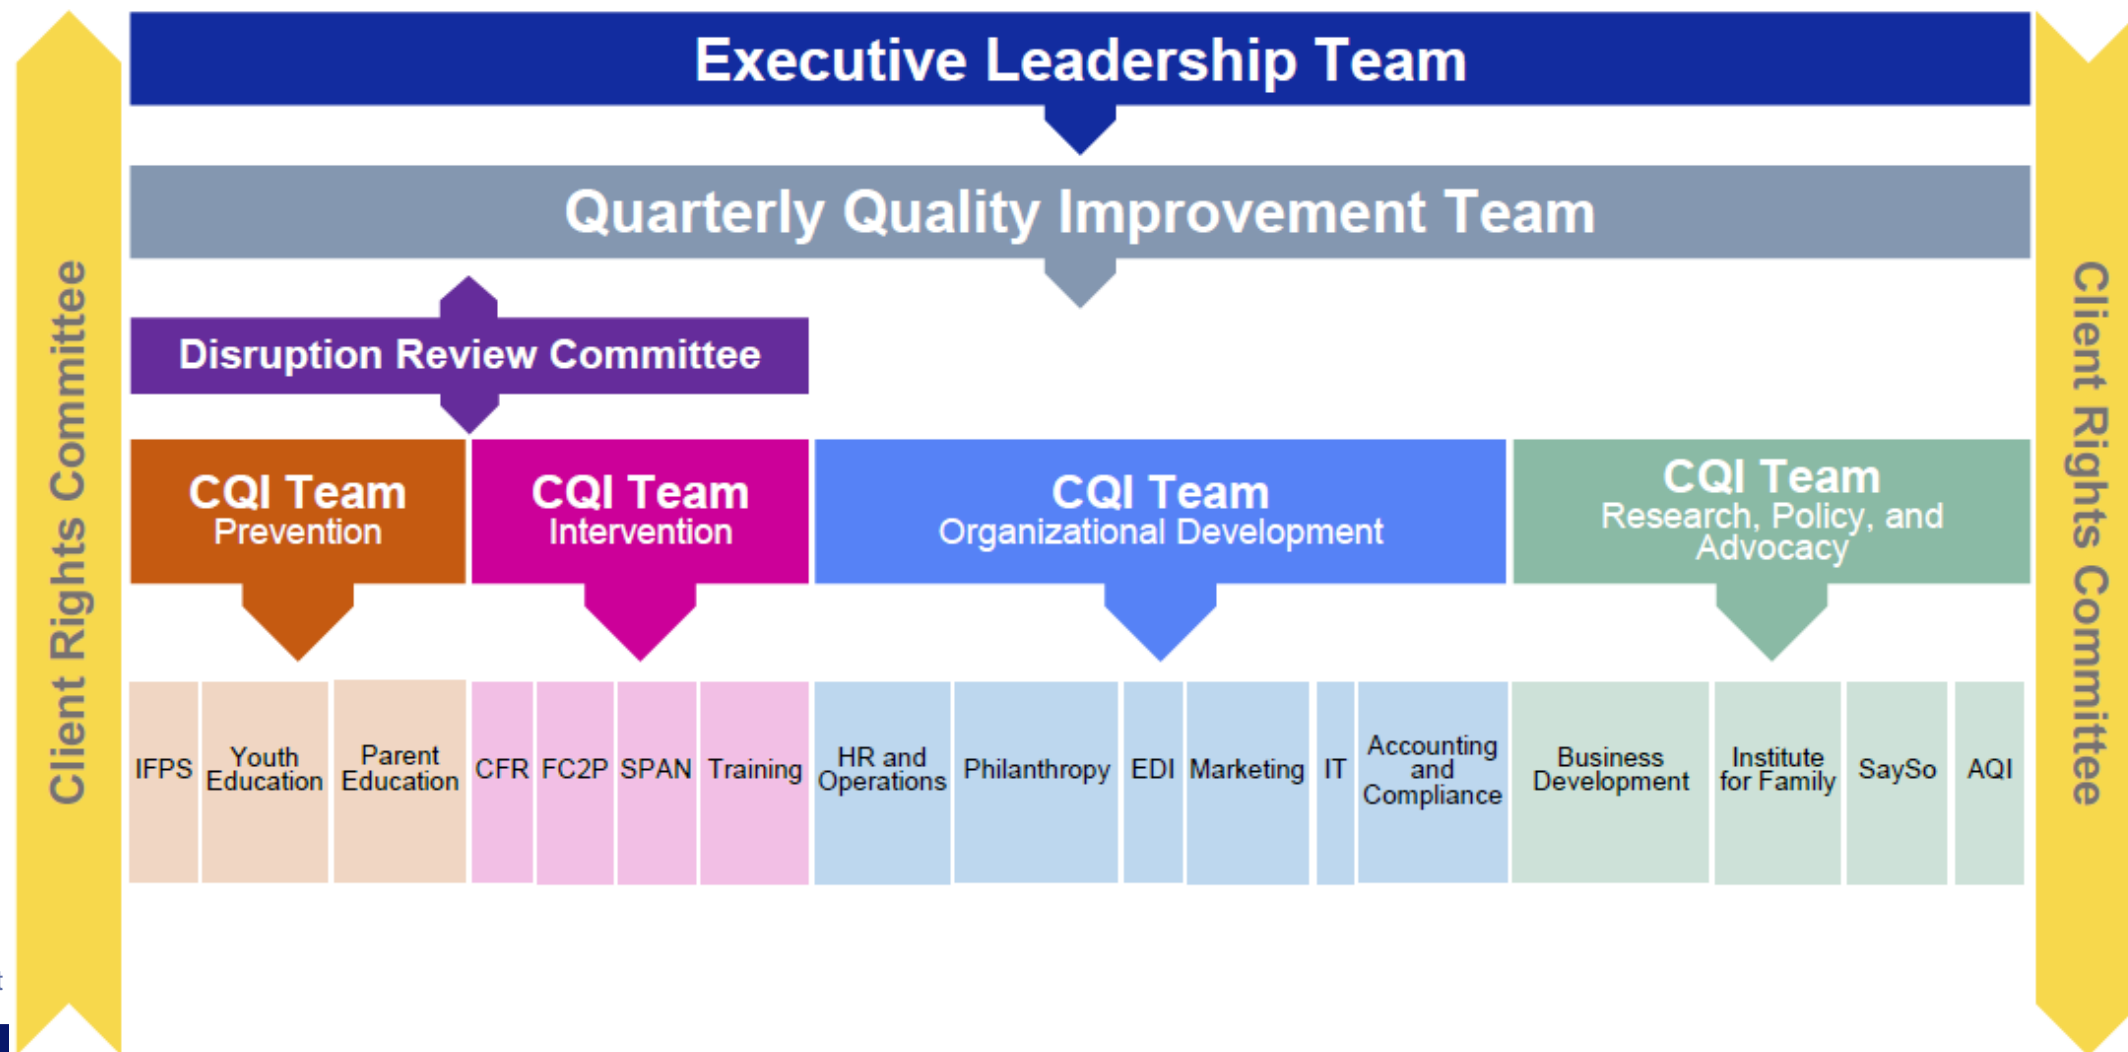 Client Rights Committee
Executive Leadership Team
Quarterly Quality Improvement Team
Disruption Review Committee
CQI Team
Prevention
CQI Team
Intervention
CQI Team
Organizational Development
CQI Team
Research, Policy, and
Advocacy
IFPS
Youth
Education
Parent
Education
CFR
FC2P
SPAN
Training
HR and
Operations
Philanthropy
EDI
Marketing
IT
Accounting
and
Compliance
Business
Development
Institute
for Family
SaySo
AQI
Client Rights Committee